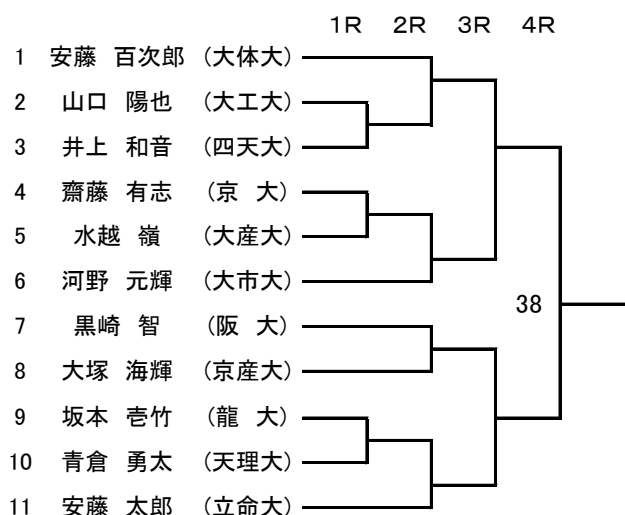 1R 2R 3R 4R
1 安藤 百次郎 (大体大)
2 山口 陽也 (大工大)
3 井上 和音 (四天大)
4 齋藤 有志 (京 大)
5 水越 嶺 (大産大)
6 河野 元輝 (大市大)
38
7 黒崎 智 (阪 大)
8 大塚 海輝 (京産大)
9 坂本 壱竹 (龍 大)
10 青倉 勇太 (天理大)
11 安藤 太郎 (立命大)